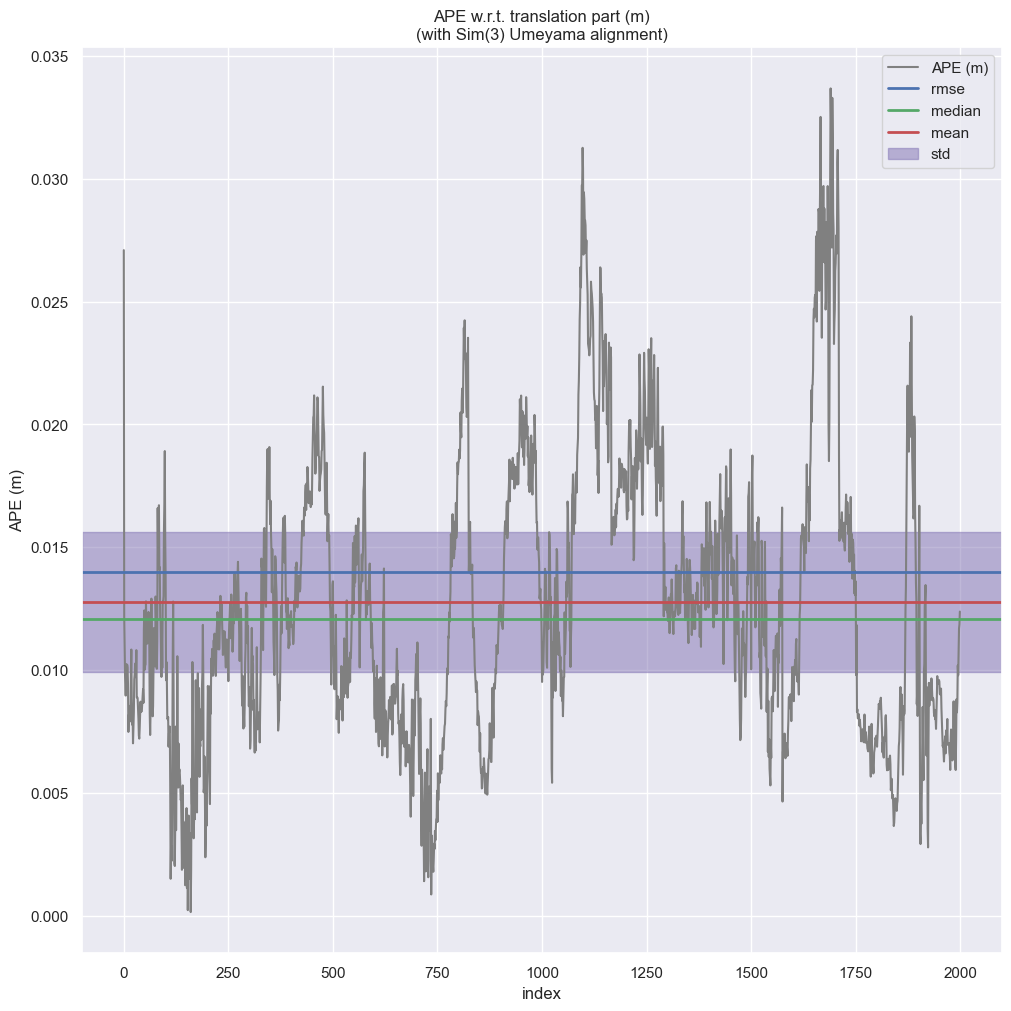 APE w.r.t. translation part (m)
(with Sim(3) Umeyama alignment)
APE (m)
rmse
median
mean
std
0.035
0.030
0.025
0.020
0.015
0.010
0.005
0.000
APE (m)
0
250
500
750
1000
1250
1500
1750
2000
index